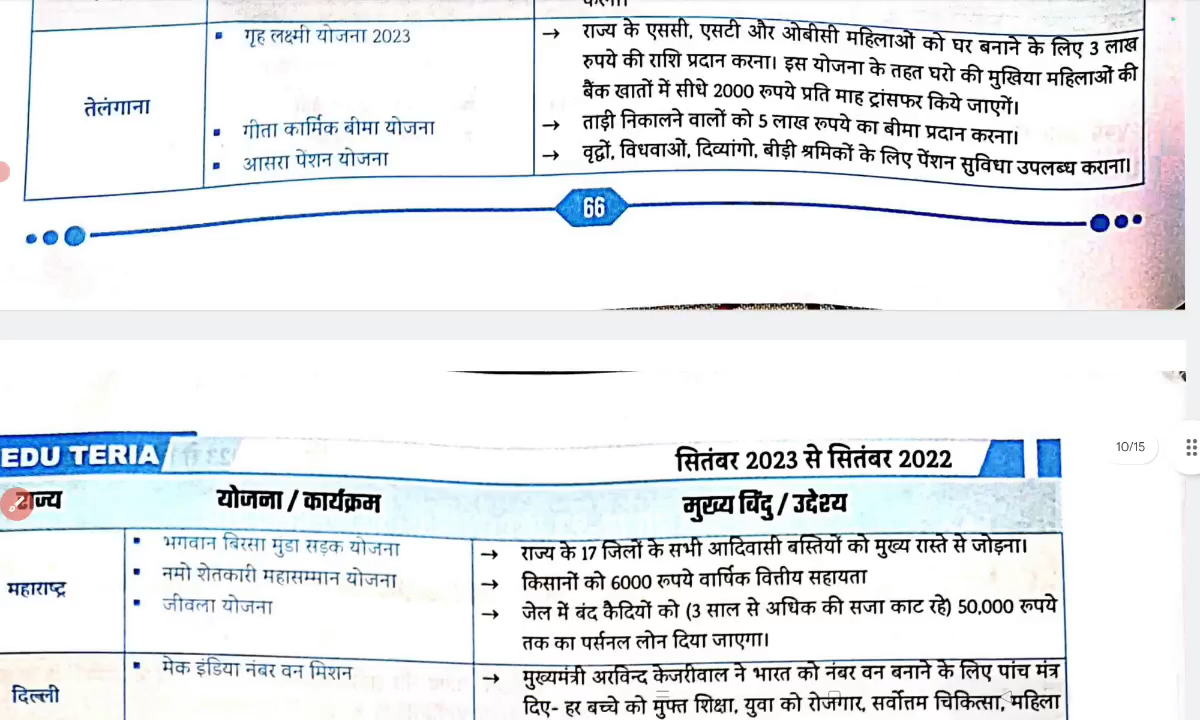 गृह लक्ष्मी योजना 2023
→ राज्य के एससी, एसटी और ओबीसी महिलाओं को घर बनाने के लिए 3 लाख
रुपये की राशि प्रदान करना। इस योजना के तहत घरो की मुखिया महिलाओं की
बैंक खातों में सीधे 2000 रूपये प्रति माह ट्रांसफर किये जाएगें।
तेलंगाना
गीता कार्मिक बीमा योजना
→ ताड़ी निकालने वालों को 5 लाख रूपये का बीमा प्रदान करना।
आसरा पेंशन योजना
→ वृद्वों, विधवाओं, दिव्यांगो, बीड़ी श्रमिकों के लिए पेंशन सुविधा उपलब्ध कराना।
66
EDU TERIA
सितंबर 2023 से सितंबर 2022
10/15
राज्य योजना / कार्यक्रम मुख्य बिंदु / उद्देश्य
भगवान बिरसा मुडा सड़क योजना
→ राज्य के 17 जिलों के सभी आदिवासी बस्तियों को मुख्य रास्ते से जोड़ना।
महाराष्ट्र
नमो शेतकारी महासम्मान योजना
→ किसानों को 6000 रूपये वार्षिक वित्तीय सहायता
जीवला योजना
→ जेल में बंद कैदियों को (3 साल से अधिक की सजा काट रहे) 50,000 रूपये
तक का पर्सनल लोन दिया जाएगा।
दिल्ली
मेक इंडिया नंबर वन मिशन
→ मुख्यमंत्री अरविन्द केजरीवाल ने भारत को नंबर वन बनाने के लिए पांच मंत्र
दिए- हर बच्चे को मुफ्त शिक्षा, युवा को रोजगार, सर्वोत्तम चिकित्सा, महिला